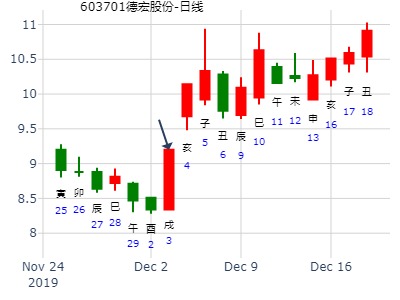 603701德宏股份-日线
11
10.5
10
9.5
9
8.5
8
寅 25
卯 26
辰 27
巳 28
午 29
酉 2
戌 3
亥 4
子 5
丑 6
辰 9
巳 10
午 11
未 12
申 13
亥 16
子 17
丑 18
Nov 24
2019
Dec 2
Dec 9
Dec 16